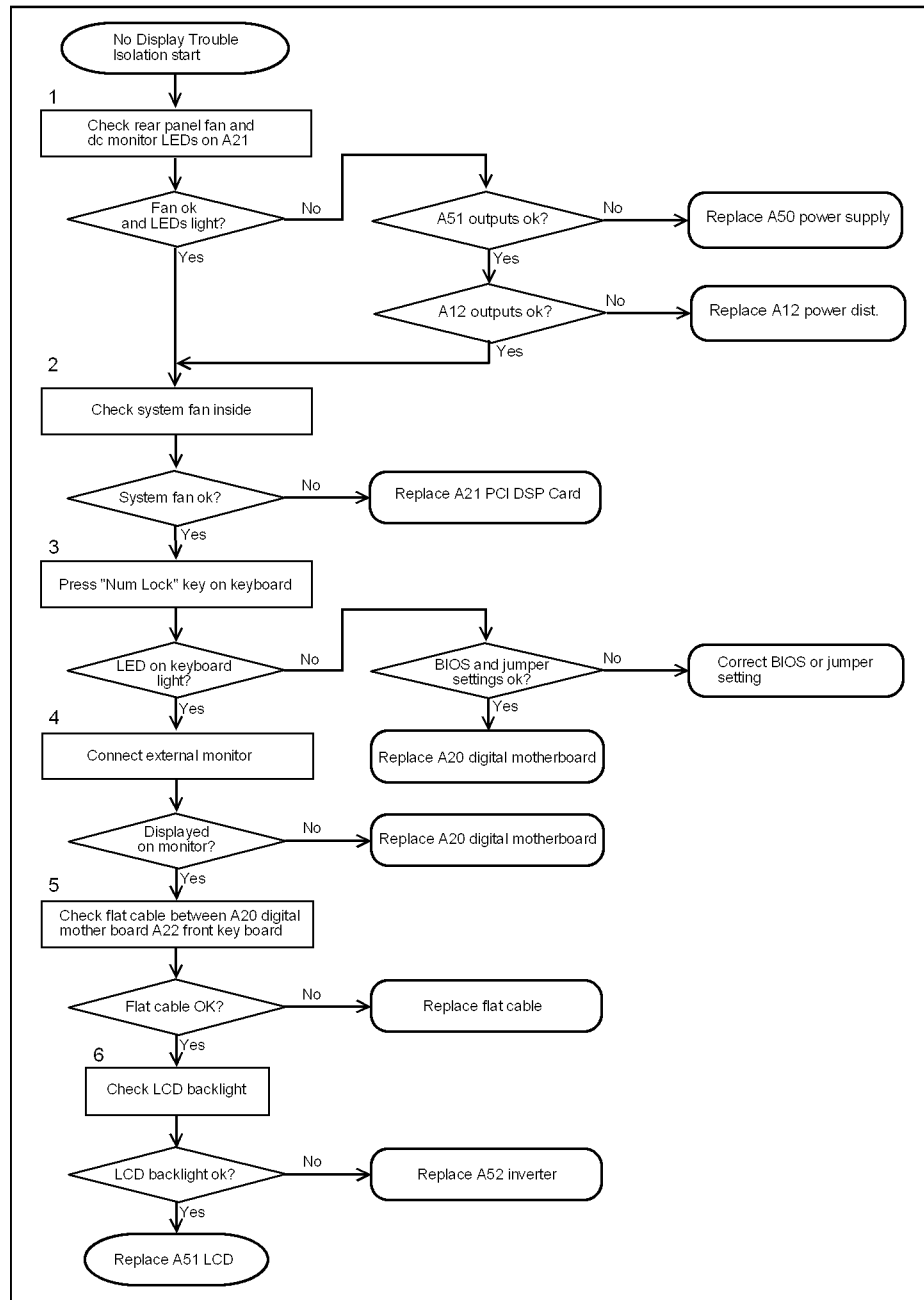 No Display Trouble
Isolation start
1
Check rear panel fan and
dc monitor LEDs on A21
Fan ok
and LEDs light?
No
Yes
A51 outputs ok?
No
Yes
Replace A50 power supply
A12 outputs ok?
No
Yes
Replace A12 power dist.
2
Check system fan inside
System fan ok?
No
Yes
Replace A21 PCI DSP Card
3
Press "Num Lock" key on keyboard
LED on keyboard
light?
No
Yes
BIOS and jumper
settings ok?
No
Yes
Correct BIOS or jumper
setting
Replace A20 digital motherboard
4
Connect external monitor
Displayed
on monitor?
No
Yes
Replace A20 digital motherboard
5
Check flat cable between A20 digital
mother board A22 front key board
Flat cable OK?
No
Yes
Replace flat cable
6
Check LCD backlight
LCD backlight ok?
No
Yes
Replace A52 inverter
Replace A51 LCD